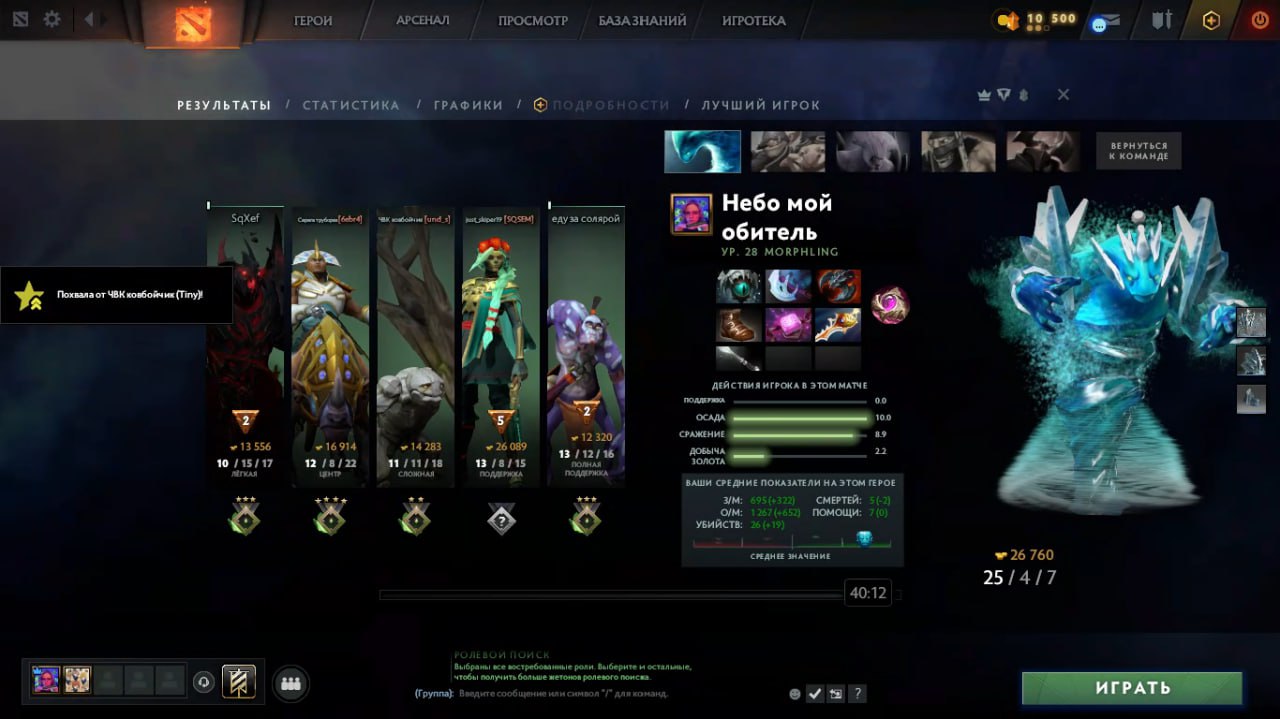 ГЕРОИ
АРСЕНАЛ
ПРОСМОТР
БАЗА ЗНАНИЙ
ИГРОТЕКА
10 500
РЕЗУЛЬТАТЫ / СТАТИСТИКА / ГРАФИКИ / ПОДРОБНОСТИ / ЛУЧШИЙ ИГРОК
ВЕРНУТЬСЯ
К КОМАНДЕ
Небо мой
обитель
УР. 28 MORPHLING
SqXef
[6ebr4]
ЧВК ковбойчик [und_s]
just_skiper19 [SQSEM]
еду за солярой
Похвала от ЧВК ковбойчик (Tiny)!
2
5
2
13 556
16 914
14 283
26 089
12 320
10 / 15 / 17
12 / 8 / 22
11 / 11 / 18
13 / 8 / 15
13 / 12 / 16
ЛЁГКАЯ
ЦЕНТР
СЛОЖНАЯ
ПОДДЕРЖКА
ПОЛНАЯ
ПОДДЕРЖКА
?
ДЕЙСТВИЯ ИГРОКА В ЭТОМ МАТЧЕ
ПОДДЕРЖКА 0.0
ОСАДА 10.0
СРАЖЕНИЕ 8.9
ДОБЫЧА
ЗОЛОТА 2.2
ВАШИ СРЕДНИЕ ПОКАЗАТЕЛИ НА ЭТОМ ГЕРОЕ
З/М: 695 (+322) СМЕРТЕЙ: 5 (-2)
О/М: 1 267 (+652) ПОМОЩИ: 7 (0)
УБИЙСТВ: 26 (+19)
СРЕДНЕЕ ЗНАЧЕНИЕ
26 760
25 / 4 / 7
40:12
РОЛЕВОЙ ПОИСК
Выбраны все востребованные роли. Выберите и остальные,
чтобы получить больше жетонов ролевого поиска.
(Группа): Введите сообщение или символ "/" для команд.
?
ИГРАТЬ